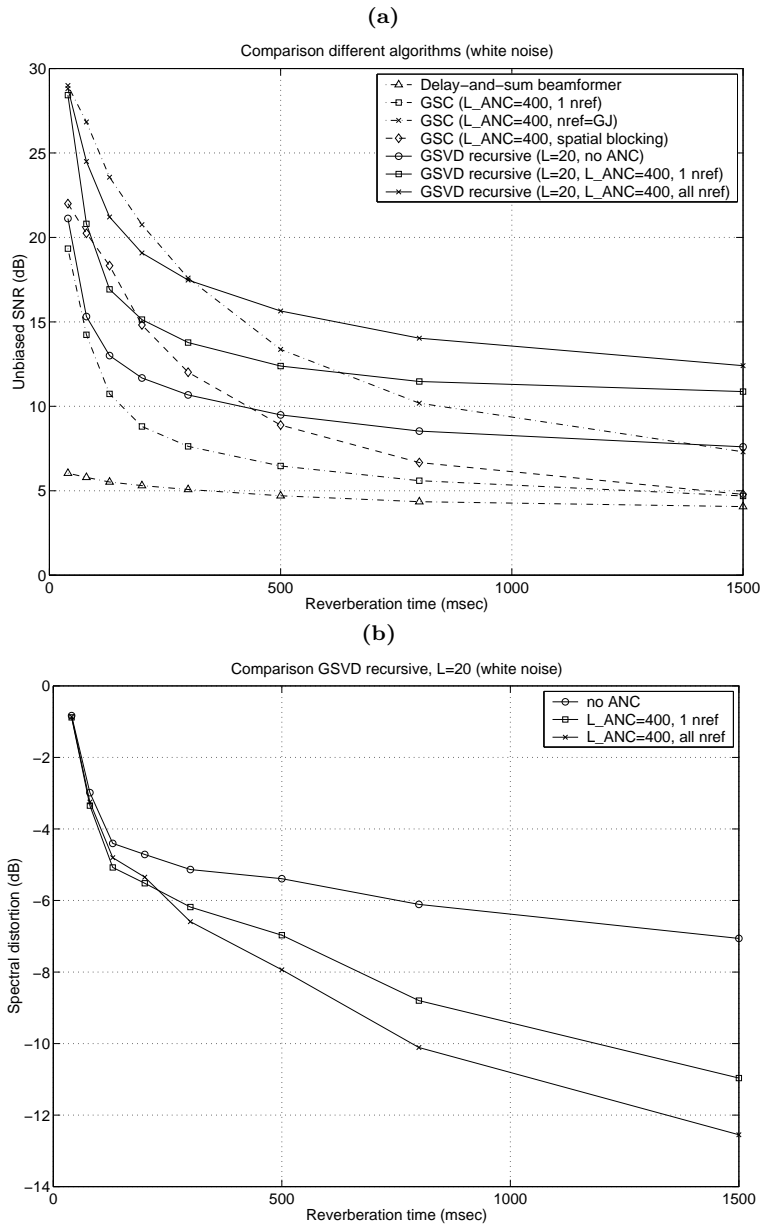 (a)
Comparison different algorithms (white noise)
30
25
20
15
10
5
0
Unbiased SNR (dB)
Delay−and−sum beamformer
GSC (L_ANC=400, 1 nref)
GSC (L_ANC=400, nref=GJ)
GSC (L_ANC=400, spatial blocking)
GSVD recursive (L=20, no ANC)
GSVD recursive (L=20, L_ANC=400, 1 nref)
GSVD recursive (L=20, L_ANC=400, all nref)
0 500 1000 1500
Reverberation time (msec)
(b)
Comparison GSVD recursive, L=20 (white noise)
0
−2
−4
−6
−8
−10
−12
−14
Spectral distortion (dB)
no ANC
L_ANC=400, 1 nref
L_ANC=400, all nref
0 500 1000 1500
Reverberation time (msec)